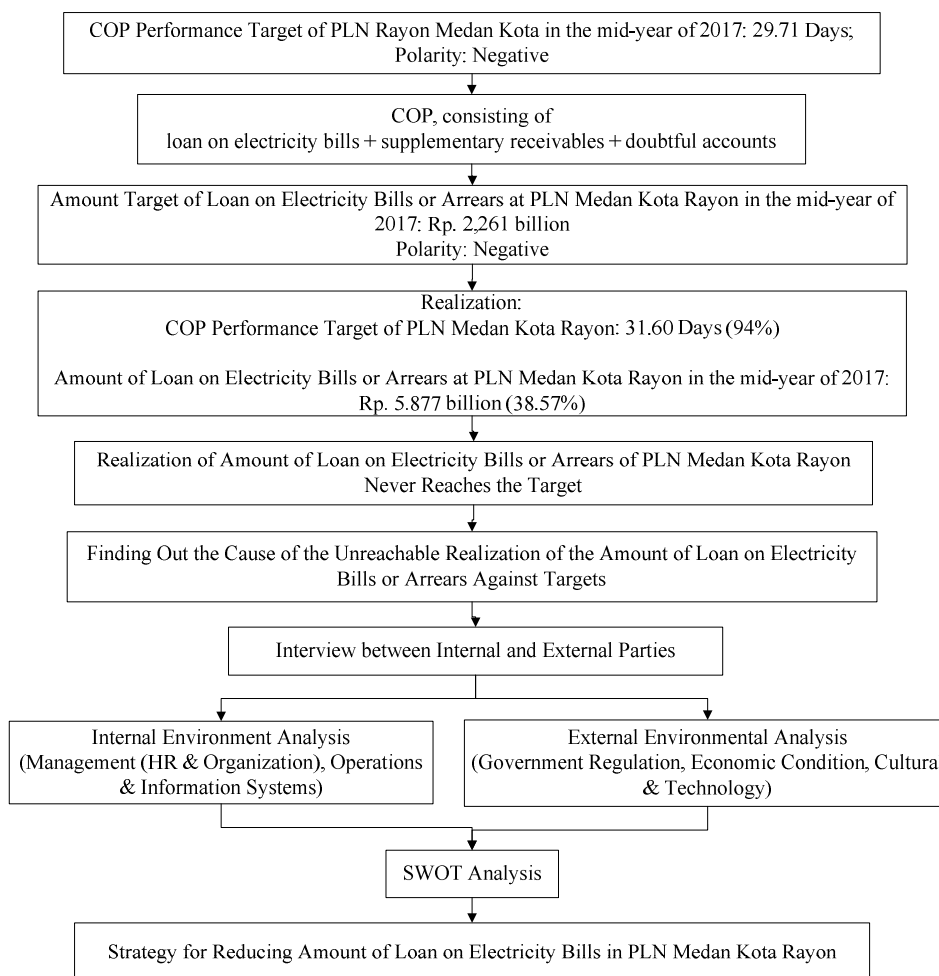 COP Performance Target of PLN Rayon Medan Kota in the mid-year of 2017: 29.71 Days;
Polarity: Negative
COP, consisting of
loan on electricity bills + supplementary receivables + doubtful accounts
Amount Target of Loan on Electricity Bills or Arrears at PLN Medan Kota Rayon in the mid-year of
2017: Rp. 2,261 billion
Polarity: Negative
Realization:
COP Performance Target of PLN Medan Kota Rayon: 31.60 Days (94%)
Amount of Loan on Electricity Bills or Arrears at PLN Medan Kota Rayon in the mid-year of 2017:
Rp. 5.877 billion (38.57%)
Realization of Amount of Loan on Electricity Bills or Arrears of PLN Medan Kota Rayon
Never Reaches the Target
Finding Out the Cause of the Unreachable Realization of the Amount of Loan on Electricity
Bills or Arrears Against Targets
Interview between Internal and External Parties
Internal Environment Analysis
(Management (HR & Organization), Operations
& Information Systems)
External Environmental Analysis
(Government Regulation, Economic Condition, Cultura
& Technology)
SWOT Analysis
Strategy for Reducing Amount of Loan on Electricity Bills in PLN Medan Kota Rayon